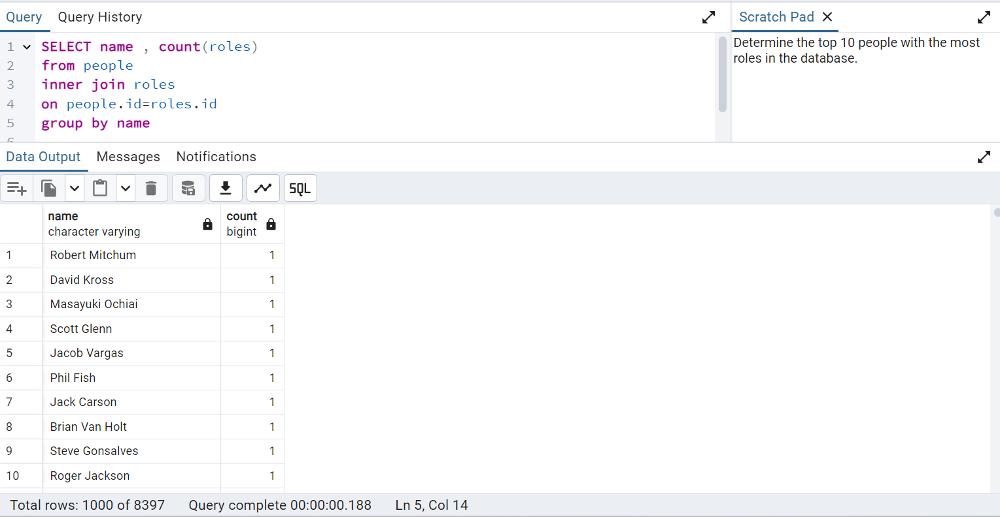 Query Query History
Scratch Pad
1 SELECT name , count(roles)
2 from people
3 inner join roles
4 on people.id=roles.id
5 group by name
6
Determine the top 10 people with the most
roles in the database.
Data Output Messages Notifications
SQL
name count
character varying bigint
1 Robert Mitchum 1
2 David Kross 1
3 Masayuki Ochiai 1
4 Scott Glenn 1
5 Jacob Vargas 1
6 Phil Fish 1
7 Jack Carson 1
8 Brian Van Holt 1
9 Steve Gonsalves 1
10 Roger Jackson 1
Total rows: 1000 of 8397 Query complete 00:00:00.188 Ln 5, Col 14